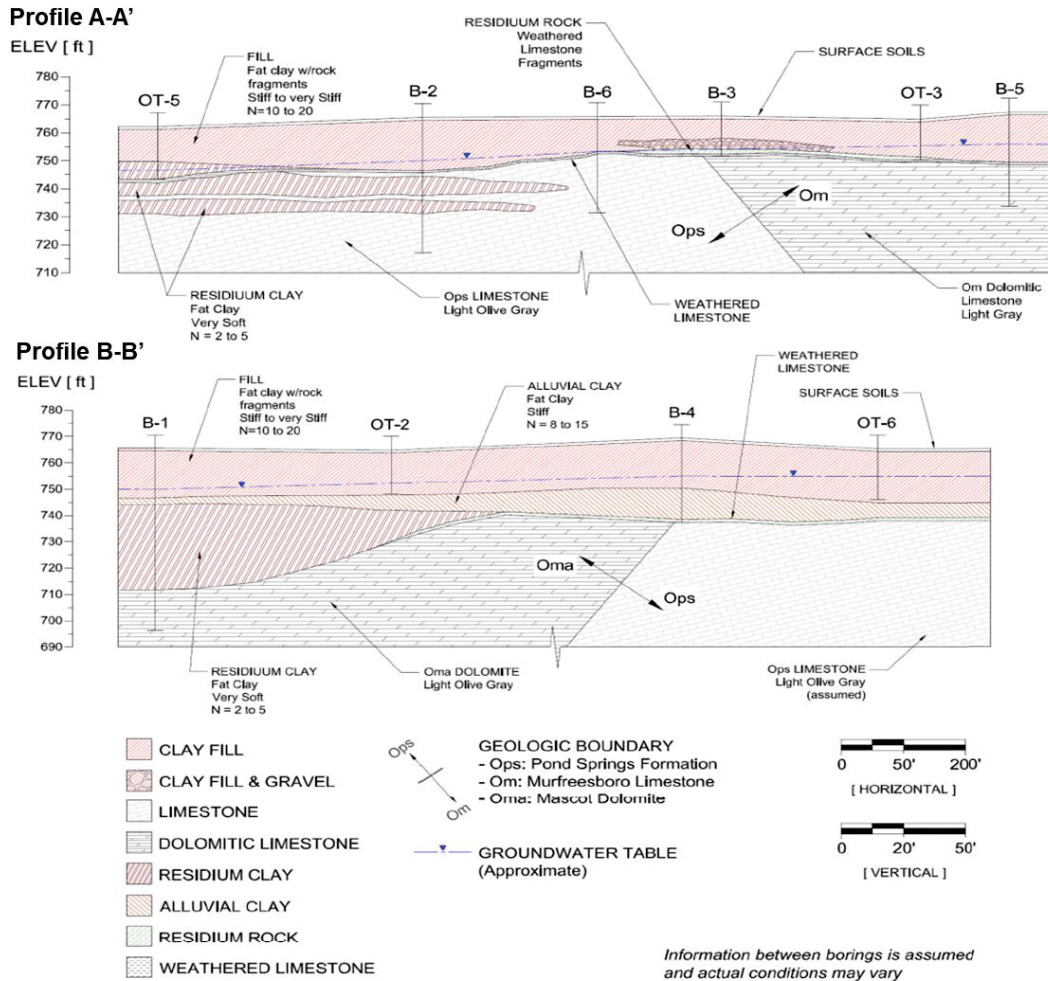 Profile A-A’
ELEV [ ft ]
FILL
Fat clay w/rock
fragments
Stiff to very Stiff
N=10 to 20
RESIDIUUM ROCK
Weathered
Limestone
Fragments
SURFACE SOILS
OT-5
B-2
B-6
B-3
OT-3
B-5
780
770
760
750
740
730
720
710
Om
Ops
RESIDIUUM CLAY
Fat Clay
Very Soft
N = 2 to 5
Ops LIMESTONE
Light Olive Gray
WEATHERED
LIMESTONE
Om Dolomitic
Limestone
Light Gray
Profile B-B’
ELEV [ ft ]
FILL
Fat clay w/rock
fragments
Stiff to very Stiff
N=10 to 20
ALLUVIAL CLAY
Fat Clay
Stiff
N = 8 to 15
WEATHERED
LIMESTONE
SURFACE SOILS
B-1
OT-2
B-4
OT-6
780
770
760
750
740
730
720
710
700
690
Oma
Ops
RESIDIUUM CLAY
Fat Clay
Very Soft
N = 2 to 5
Oma DOLOMITE
Light Olive Gray
Ops LIMESTONE
Light Olive Gray
(assumed)
CLAY FILL
CLAY FILL & GRAVEL
LIMESTONE
DOLOMITIC LIMESTONE
RESIDIUM CLAY
ALLUVIAL CLAY
RESIDIUM ROCK
WEATHERED LIMESTONE
Ops
Om
GEOLOGIC BOUNDARY
- Ops: Pond Springs Formation
- Om: Murfreesboro Limestone
- Oma: Mascot Dolomite
GROUNDWATER TABLE
(Approximate)
0 50' 200'
[ HORIZONTAL ]
0 20' 50'
[ VERTICAL ]
Information between borings is assumed
and actual conditions may vary